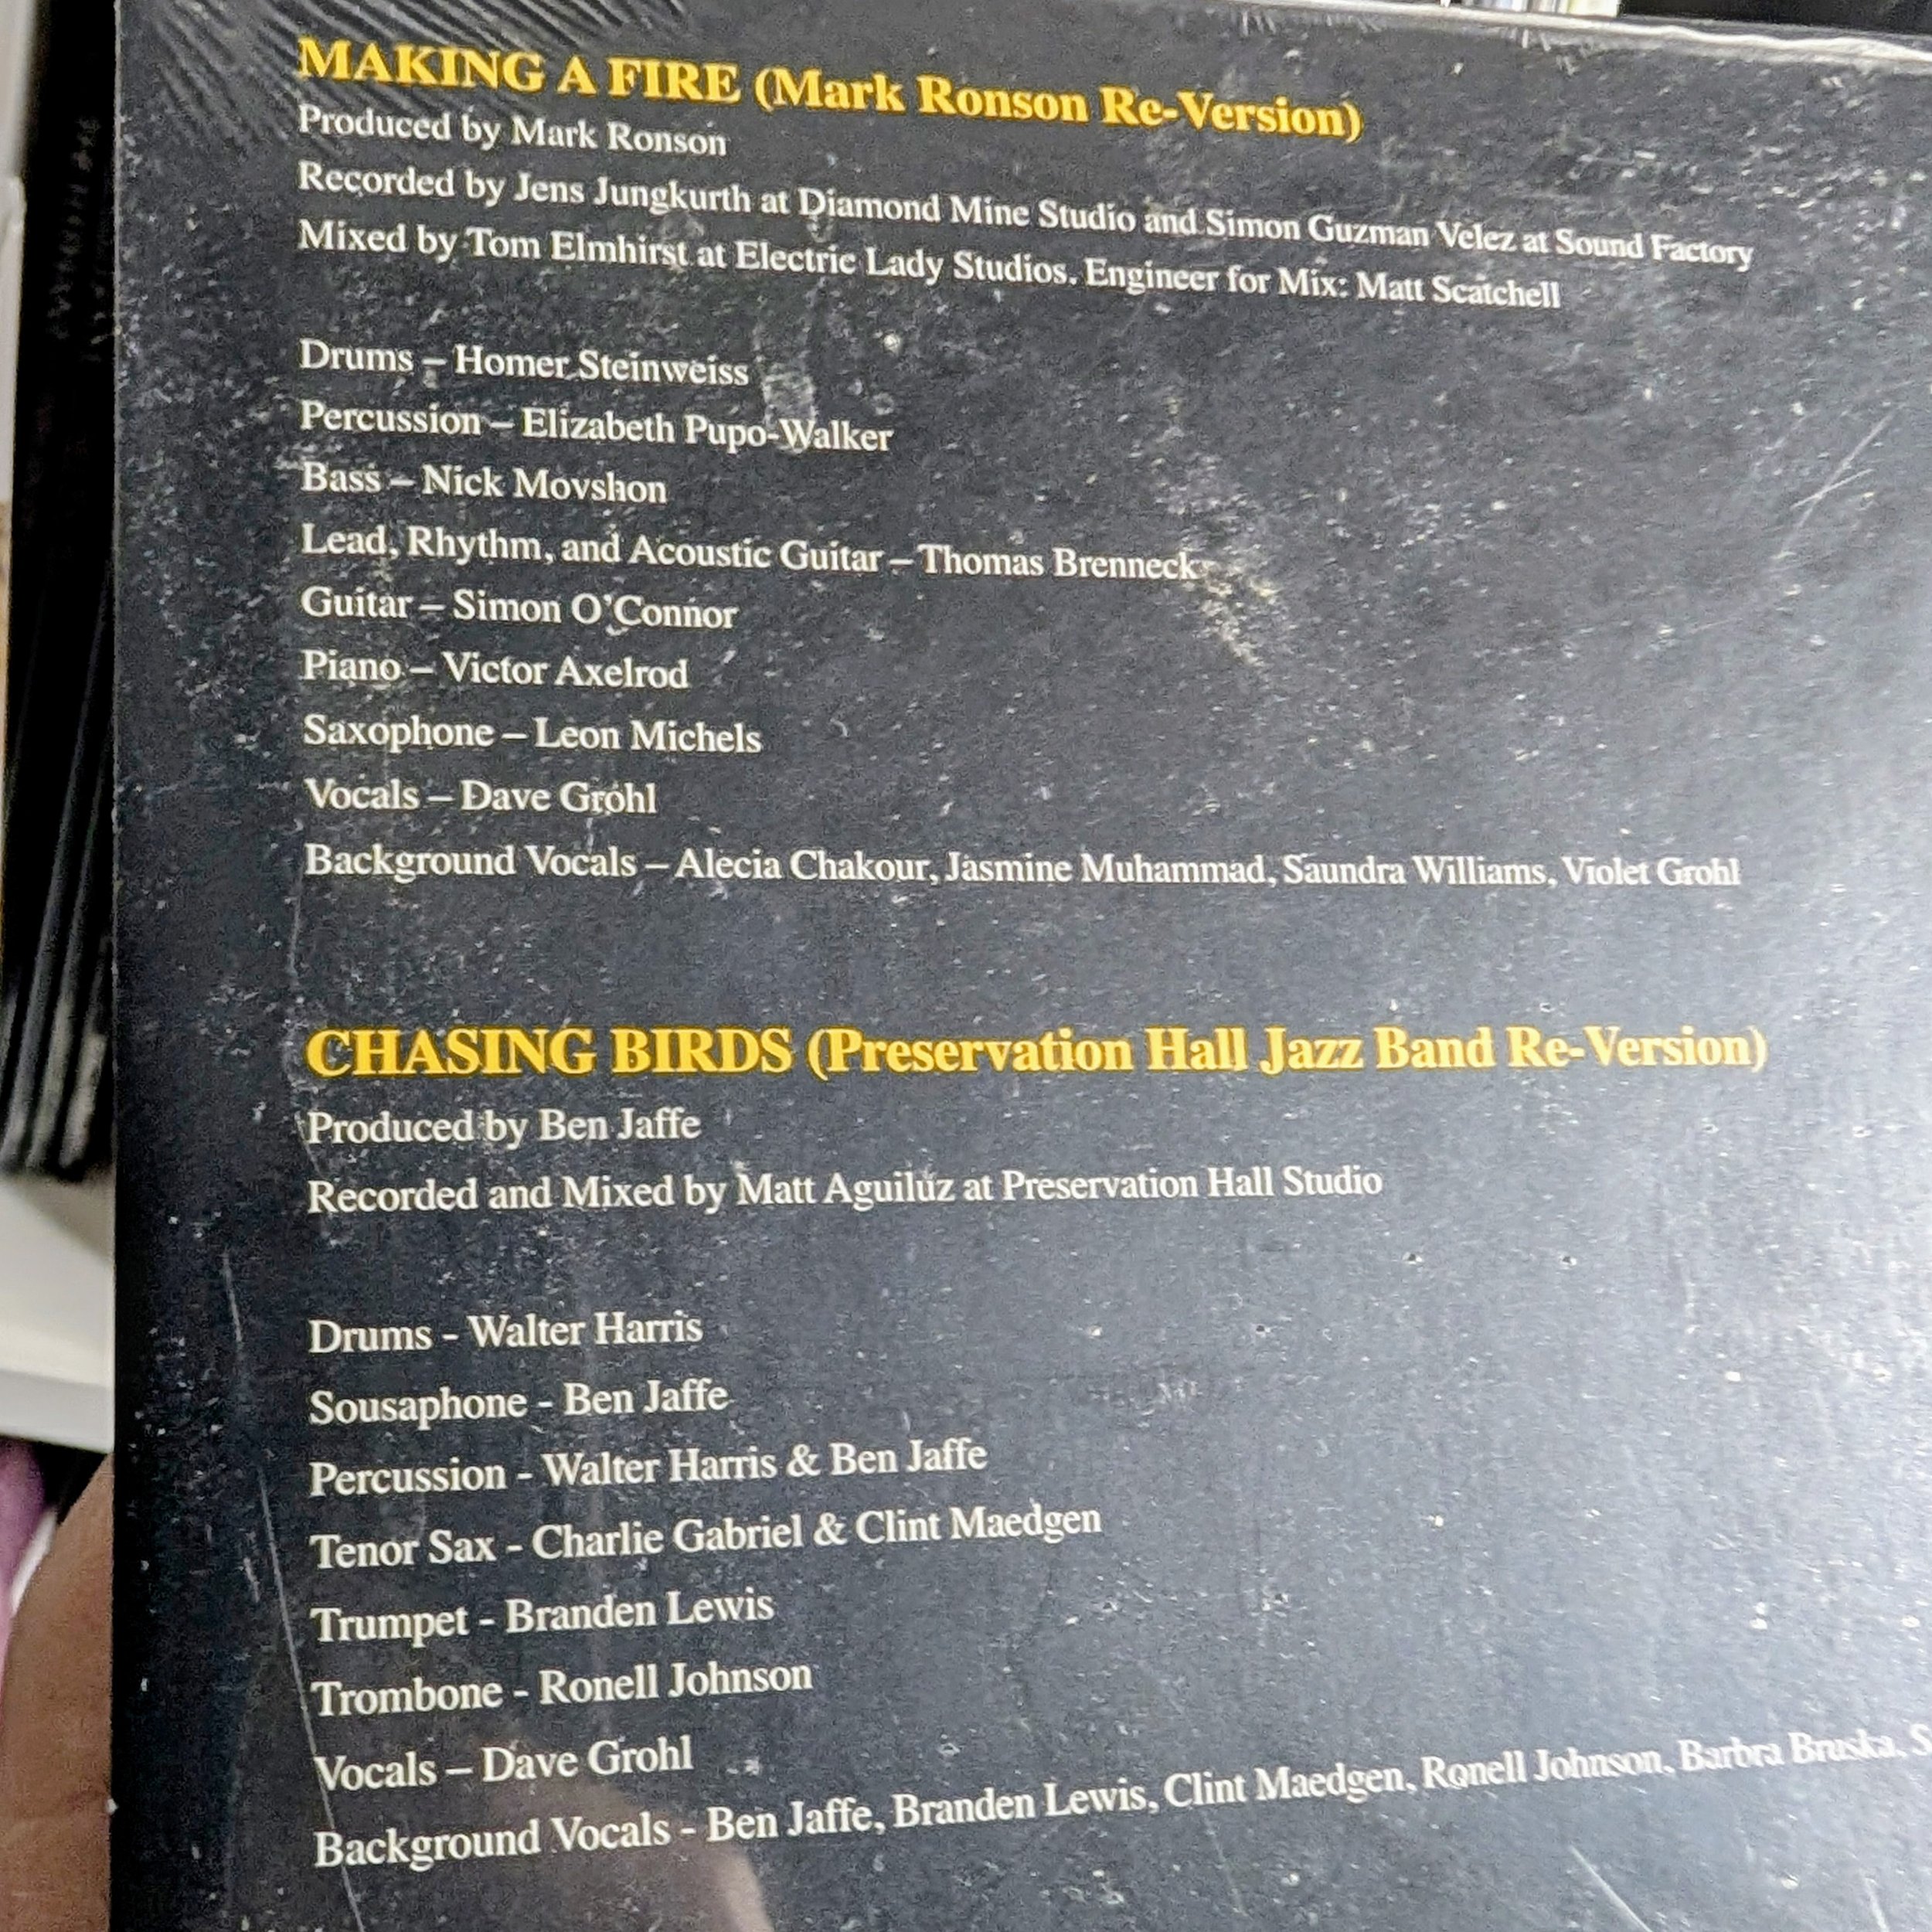 MAKING A FIRE (Mark Ronson Re-Version)
Produced by Mark Ronson
Recorded by Jens Jungkurth at Diamond Mine Studio and Simon Guzman Velez at Sound Factory
Mixed by Tom Elmhirst at Electric Lady Studios. Engineer for Mix: Matt Scatchell
Drums – Homer Steinweiss
Percussion – Elizabeth Pupo-Walker
Bass – Nick Movshon
Lead, Rhythm, and Acoustic Guitar – Thomas Brenneck
Guitar – Simon O'Connor
Piano – Victor Axelrod
Saxophone – Leon Michels
Vocals – Dave Grohl
Background Vocals – Alecia Chakour, Jasmine Muhammad, Saundra Williams, Violet Grohl
CHASING BIRDS (Preservation Hall Jazz Band Re-Version)
Produced by Ben Jaffe
Recorded and Mixed by Matt Aguiluz at Preservation Hall Studio
Drums - Walter Harris
Sousaphone - Ben Jaffe
Percussion - Walter Harris & Ben Jaffe
Tenor Sax - Charlie Gabriel & Clint Maedgen
Trumpet - Branden Lewis
Trombone - Ronell Johnson
Vocals – Dave Grohl
Background Vocals - Ben Jaffe, Branden Lewis, Clint Maedgen, Ronell Johnson, Barbra Bruska,